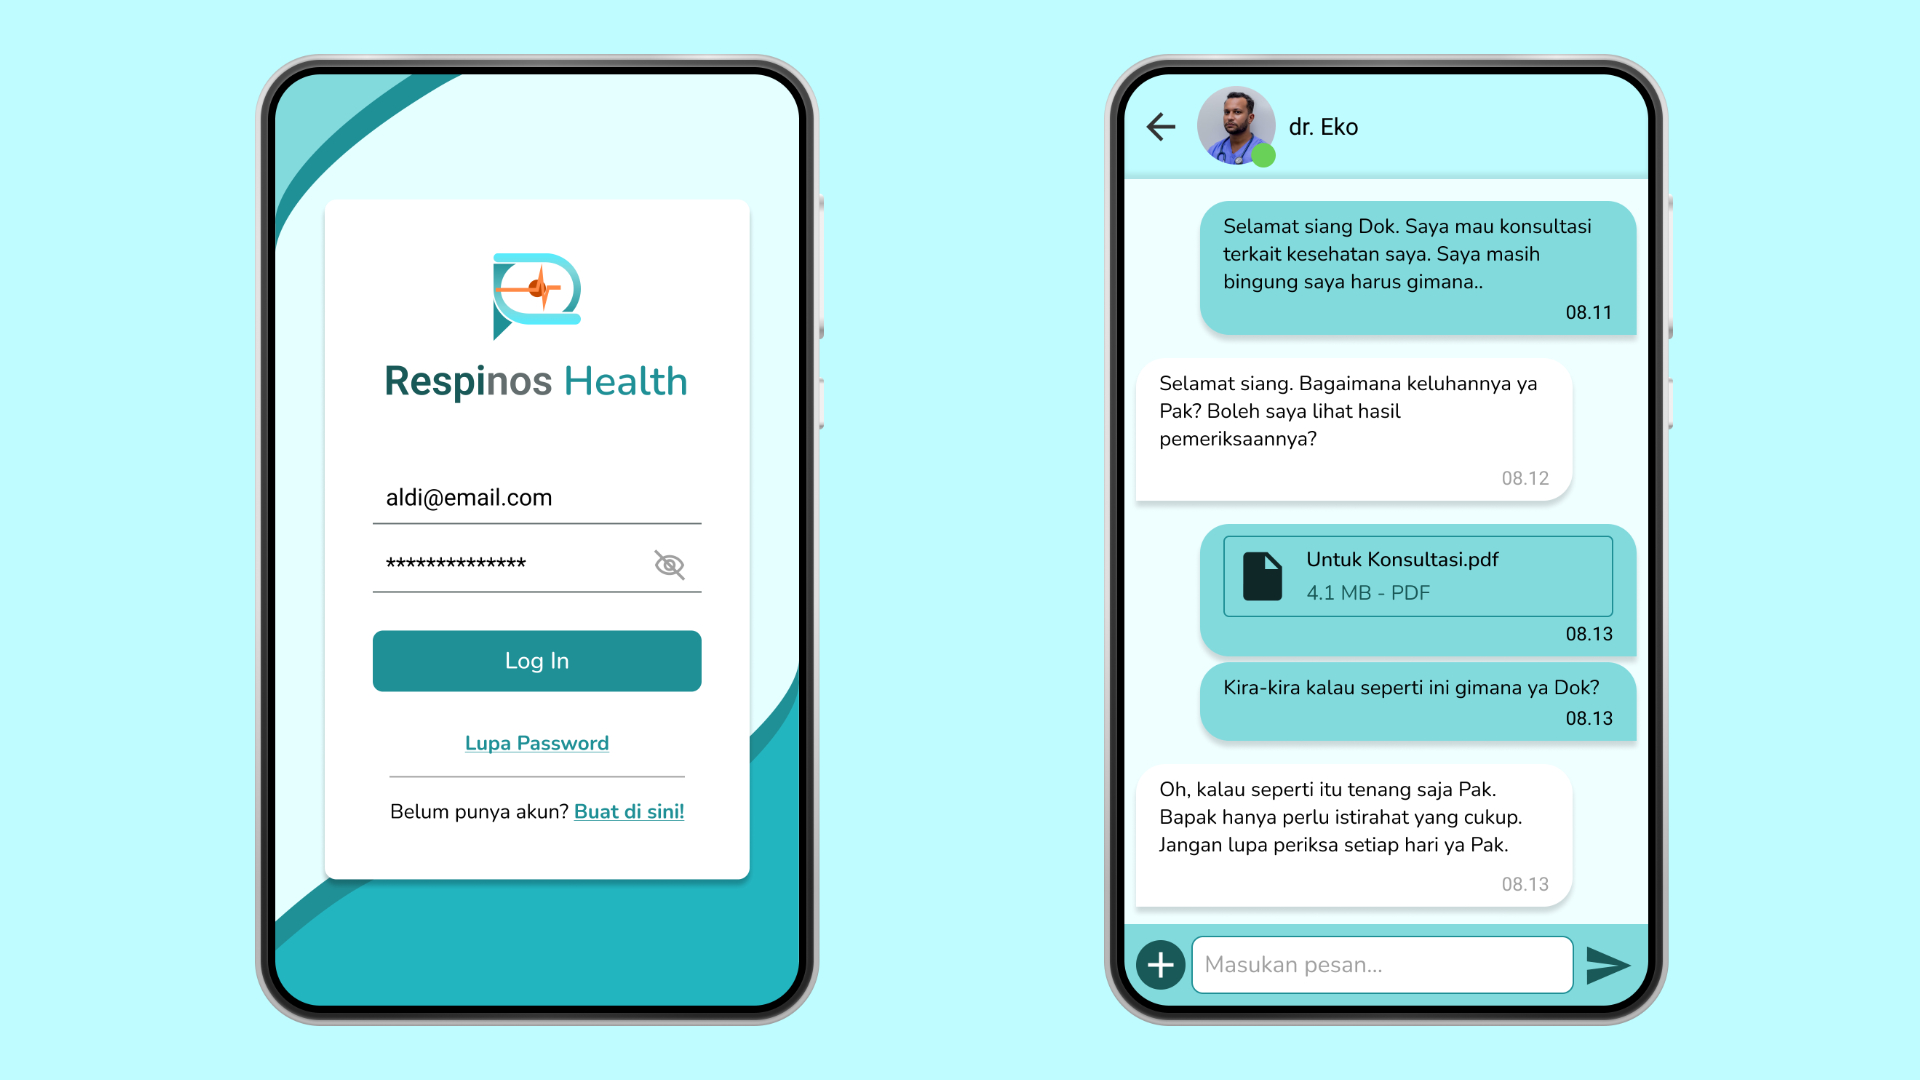 Respinos Health
aldi@email.com
**************
Log In
Lupa Password
Belum punya akun? Buat di sini!
dr. Eko
Selamat siang Dok. Saya mau konsultasi
terkait kesehatan saya. Saya masih
bingung saya harus gimana..
08.11
Selamat siang. Bagaimana keluhannya ya
Pak? Boleh saya lihat hasil
pemeriksaannya?
08.12
Untuk Konsultasi.pdf
4.1 MB - PDF
08.13
Kira-kira kalau seperti ini gimana ya Dok?
08.13
Oh, kalau seperti itu tenang saja Pak.
Bapak hanya perlu istirahat yang cukup.
Jangan lupa periksa setiap hari ya Pak.
08.13
Masukan pesan...